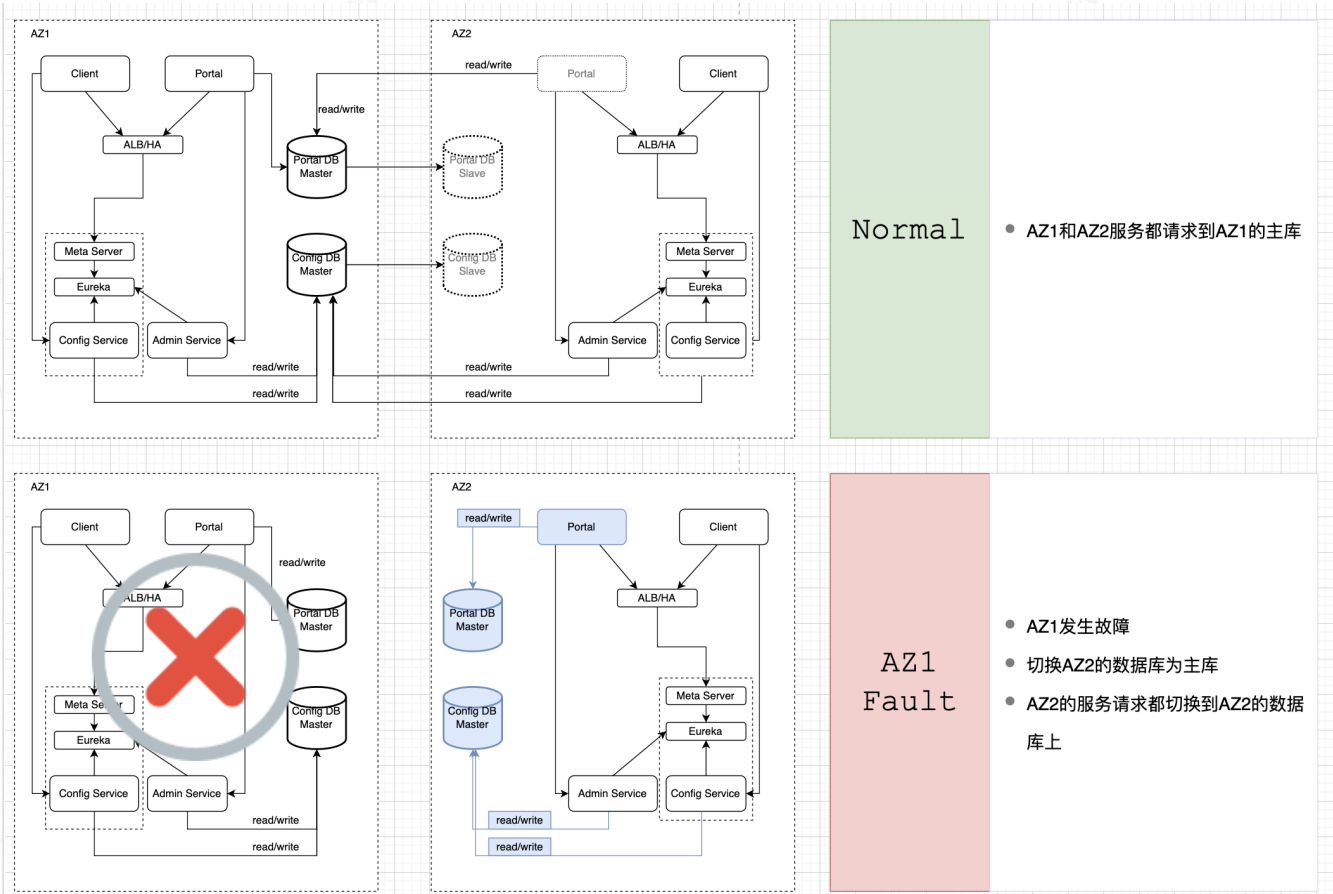 AZ1
Client
Portal
read/write
ALB/HA
Portal DB
Master
Config DB
Master
Meta Server
Eureka
Config Service
Admin Service
read/write
read/write
AZ2
read/write
Portal
Client
ALB/HA
Portal DB
Slave
Config DB
Slave
Meta Server
Eureka
Admin Service
Config Service
read/write
read/write
Normal
AZ1和AZ2服务都请求到AZ1的主库
AZ1
Client
Portal
read/write
ALB/HA
Portal DB
Master
Config DB
Master
Meta Server
Eureka
Config Service
Admin Service
read/write
read/write
AZ2
read/write
Portal
Client
ALB/HA
Portal DB
Master
Config DB
Master
Meta Server
Eureka
Admin Service
Config Service
read/write
read/write
AZ1
Fault
AZ1发生故障
切换AZ2的数据库为主库
AZ2的服务请求都切换到AZ2的数据
库上